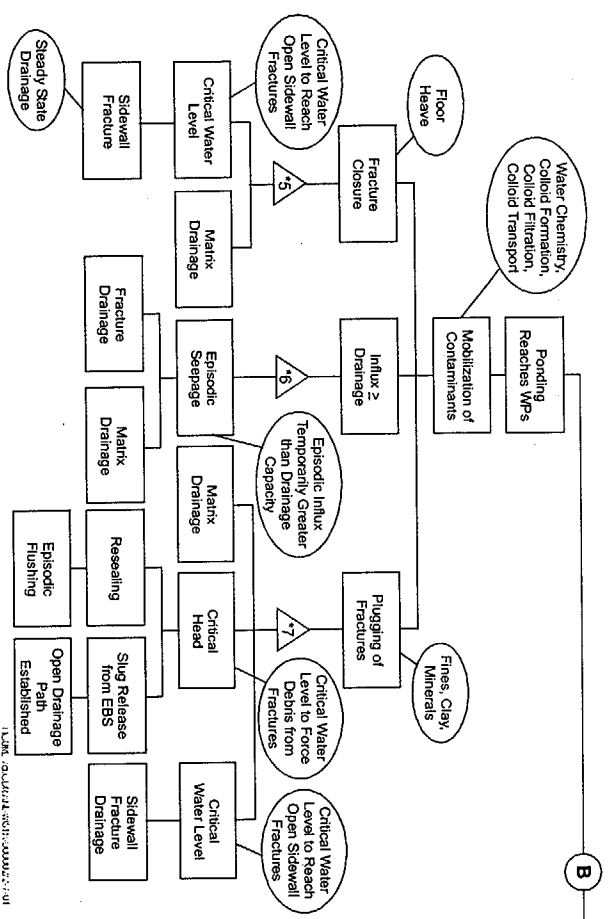 B
Ponding
Reaches WPs
Water Chemistry,
Colloid Formation,
Colloid Filtration,
Colloid Transport
Mobilization of
Contaminants
Floor
Heave
Fracture
Closure
Influx ≥
Drainage
Plugging of
Fractures
Fines, Clay,
Minerals
*5
*6
*7
Critical Water
Level to Reach
Open Sidewall
Fractures
Episodic Influx
Temporarily Greater
than Drainage
Capacity
Critical Water
Level to Force
Debris from
Fractures
Critical Water
Level to Reach
Open Sidewall
Fractures
Critical Water
Level
Matrix
Drainage
Episodic
Seepage
Matrix
Drainage
Critical
Head
Critical
Water Level
Sidewall
Fracture
Fracture
Drainage
Matrix
Drainage
Resealing
Slug Release
from EBS
Sidewall
Fracture
Drainage
Steady State
Drainage
Episodic
Flushing
Open Drainage
Path
Established